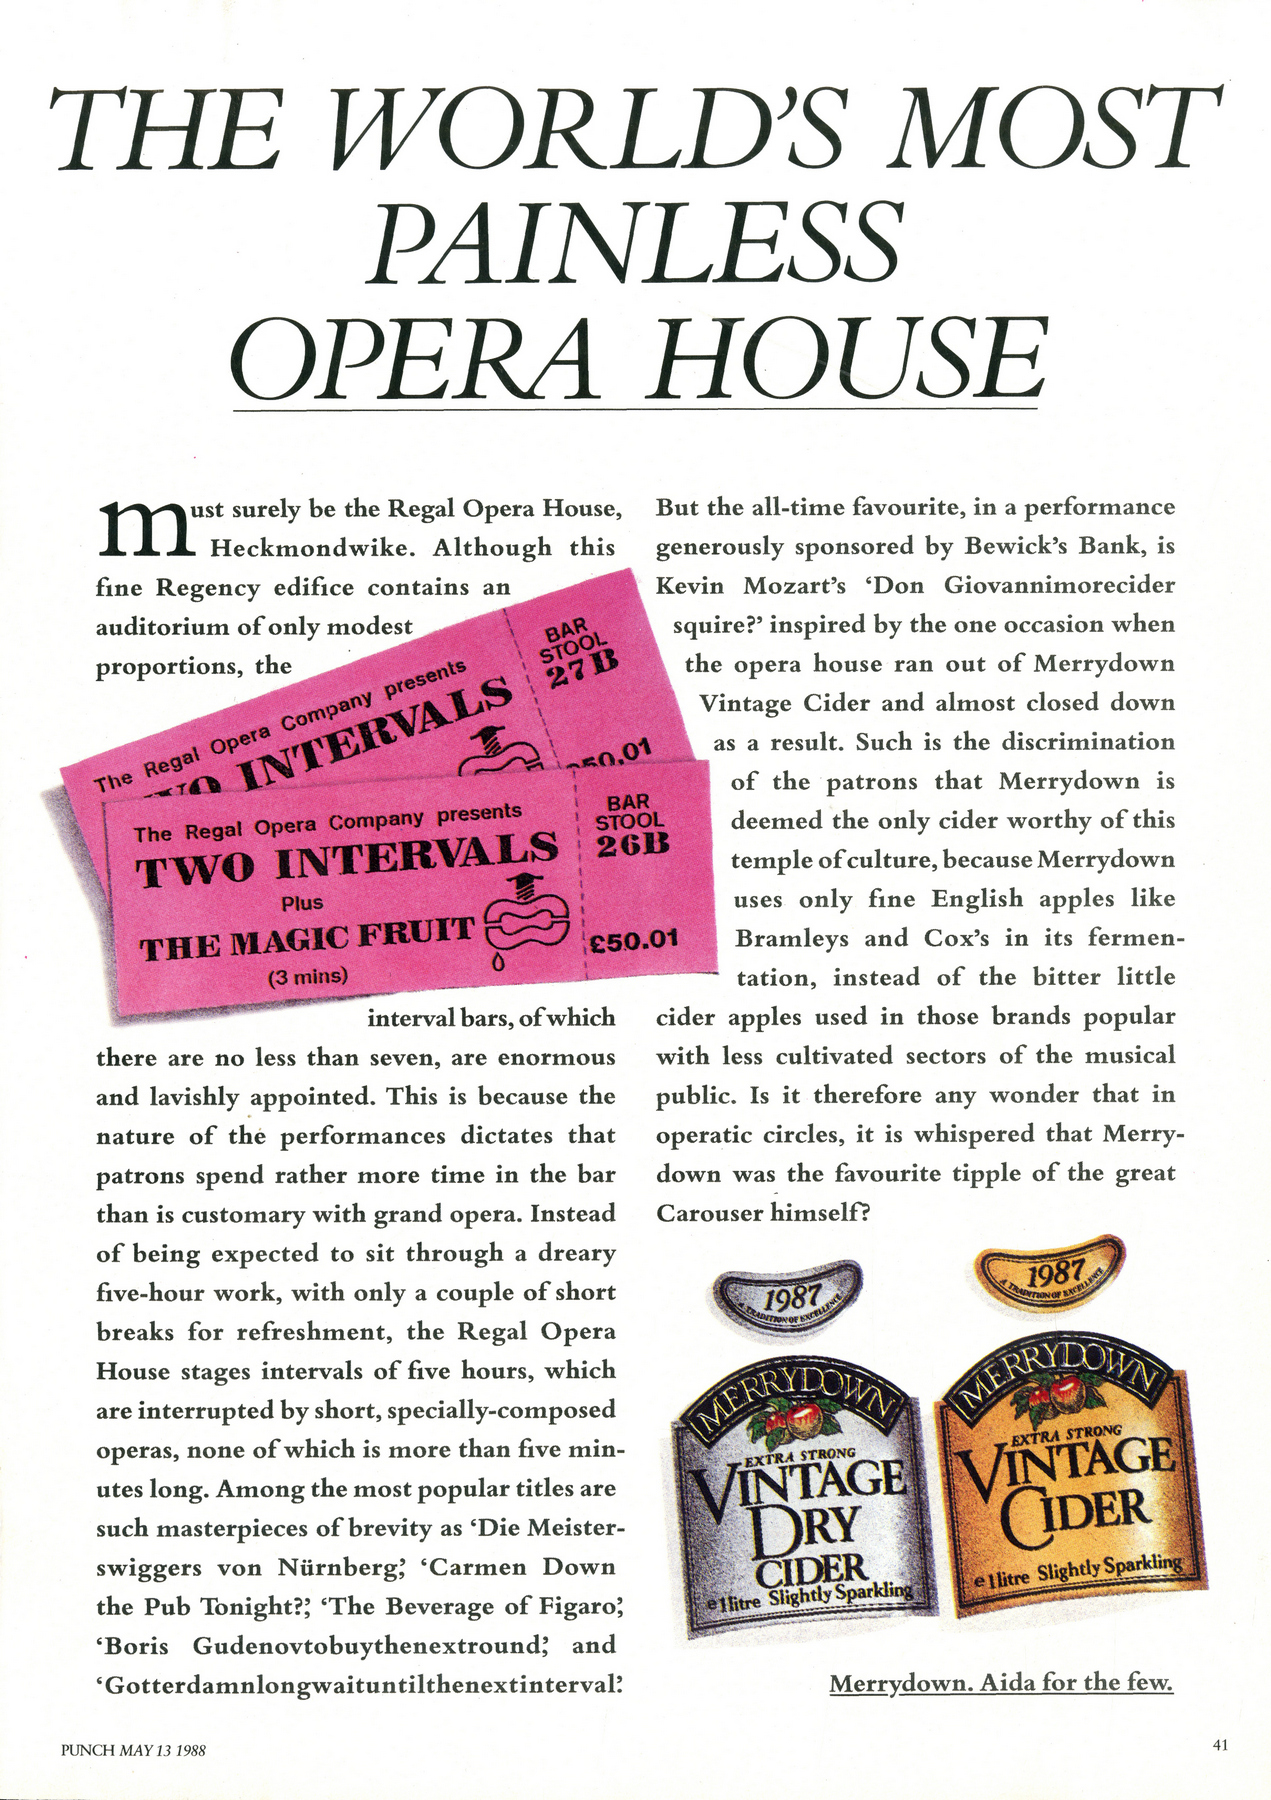 THE WORLD'S MOST
PAINLESS
OPERA HOUSE
must surely be the Regal Opera House,
Heckmondwike. Although this
fine Regency edifice contains an
auditorium of only modest
proportions, the
The Regal Opera Company presents
TWO INTERVALS
BAR
STOOL
27B
£50.01
The Regal Opera Company presents
TWO INTERVALS
Plus
THE MAGIC FRUIT
(3 mins)
BAR
STOOL
26B
£50.01
interval bars, of which
there are no less than seven, are enormous
and lavishly appointed. This is because the
nature of the performances dictates that
patrons spend rather more time in the bar
than is customary with grand opera. Instead
of being expected to sit through a dreary
five-hour work, with only a couple of short
breaks for refreshment, the Regal Opera
House stages intervals of five hours, which
are interrupted by short, specially-composed
operas, none of which is more than five min-
utes long. Among the most popular titles are
such masterpieces of brevity as 'Die Meister-
swiggers von Nürnberg', 'Carmen Down
the Pub Tonight?', 'The Beverage of Figaro',
'Boris Gudenovtobuythenextround', and
'Gotterdamnlongwaituntilthenextinterval'.
But the all-time favourite, in a performance
generously sponsored by Bewick's Bank, is
Kevin Mozart's 'Don Giovannimorecider
squire?' inspired by the one occasion when
the opera house ran out of Merrydown
Vintage Cider and almost closed down
as a result. Such is the discrimination
of the patrons that Merrydown is
deemed the only cider worthy of this
temple of culture, because Merrydown
uses only fine English apples like
Bramleys and Cox's in its fermen-
tation, instead of the bitter little
cider apples used in those brands popular
with less cultivated sectors of the musical
public. Is it therefore any wonder that in
operatic circles, it is whispered that Merry-
down was the favourite tipple of the great
Carouser himself?
1987
A TRADITION OF EXCELLENCE
MERRYDOWN
EXTRA STRONG
VINTAGE
DRY
CIDER
e 1 litre Slightly Sparkling
1987
A TRADITION OF EXCELLENCE
MERRYDOWN
EXTRA STRONG
VINTAGE
CIDER
e 1 litre Slightly Sparkling
Merrydown. Aida for the few.
PUNCH MAY 13 1988
41